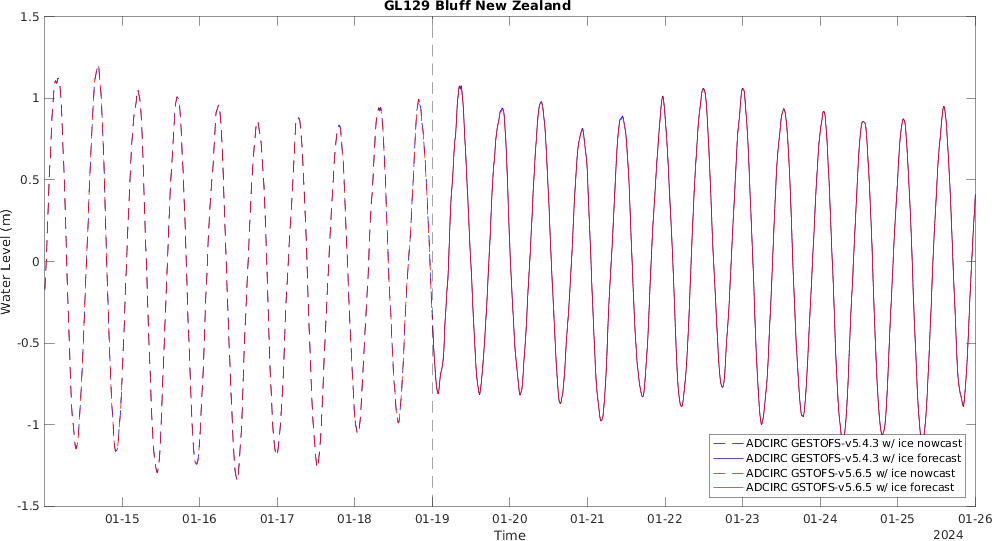 GL129 Bluff New Zealand
1.5
1
0.5
0
-0.5
-1
-1.5
Water Level (m)
ADCIRC GESTOFS-v5.4.3 w/ ice nowcast
ADCIRC GESTOFS-v5.4.3 w/ ice forecast
ADCIRC GSTOFS-v5.6.5 w/ ice nowcast
ADCIRC GSTOFS-v5.6.5 w/ ice forecast
01-15 01-16 01-17 01-18 01-19 01-20 01-21 01-22 01-23 01-24 01-25 01-26
Time
2024